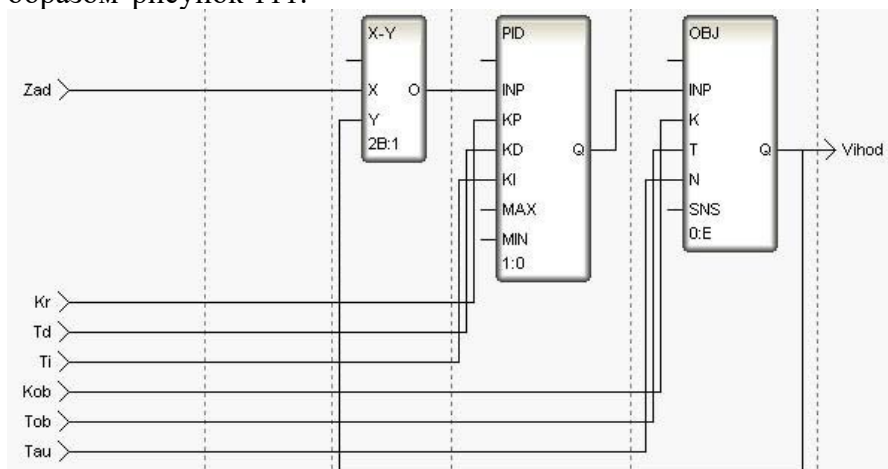 образом рисунок 111.
X-Y
PID
OBJ
Zad
X O
INP
INP
Y
KP
K
2B:1
KD Q
T Q
Vihod
KI
N
MAX
SNS
MIN
0:E
1:0
Kr
Td
Ti
Kob
Tob
Tau